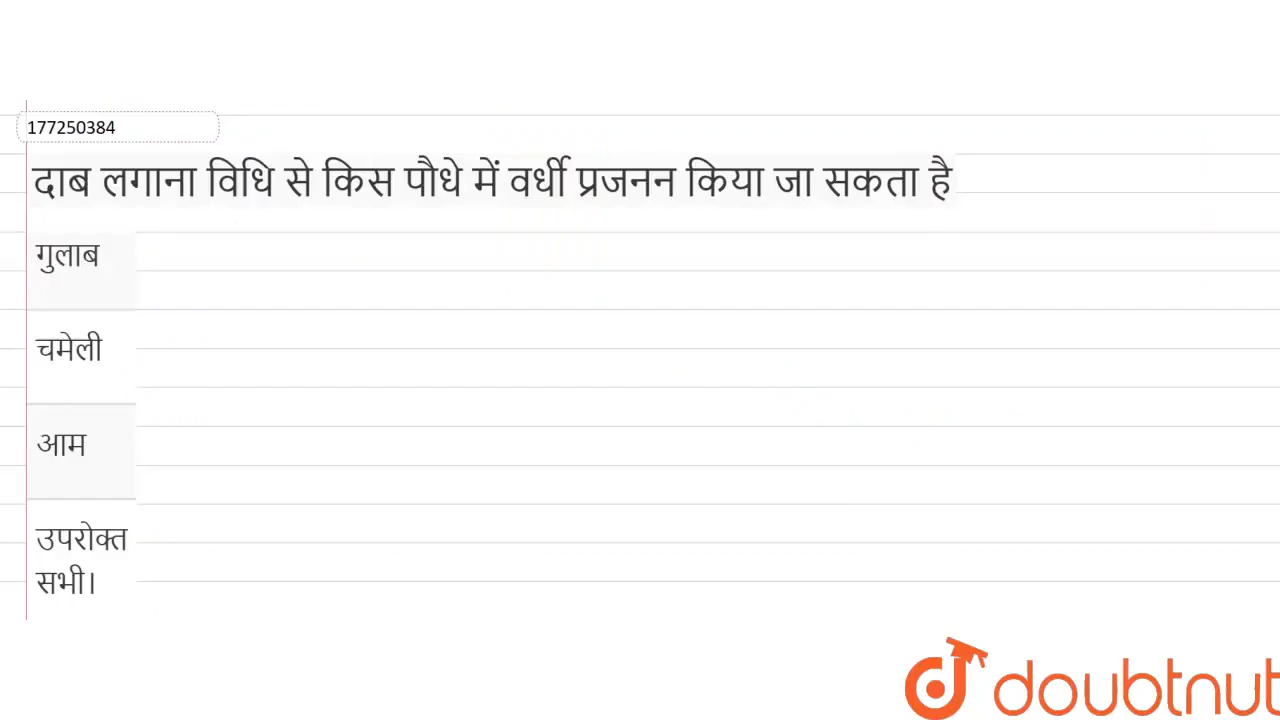 177250384
दाब लगाना विधि से किस पौधे में वर्धी प्रजनन किया जा सकता है
गुलाब
चमेली
आम
उपरोक्त
सभी।
doubtnut